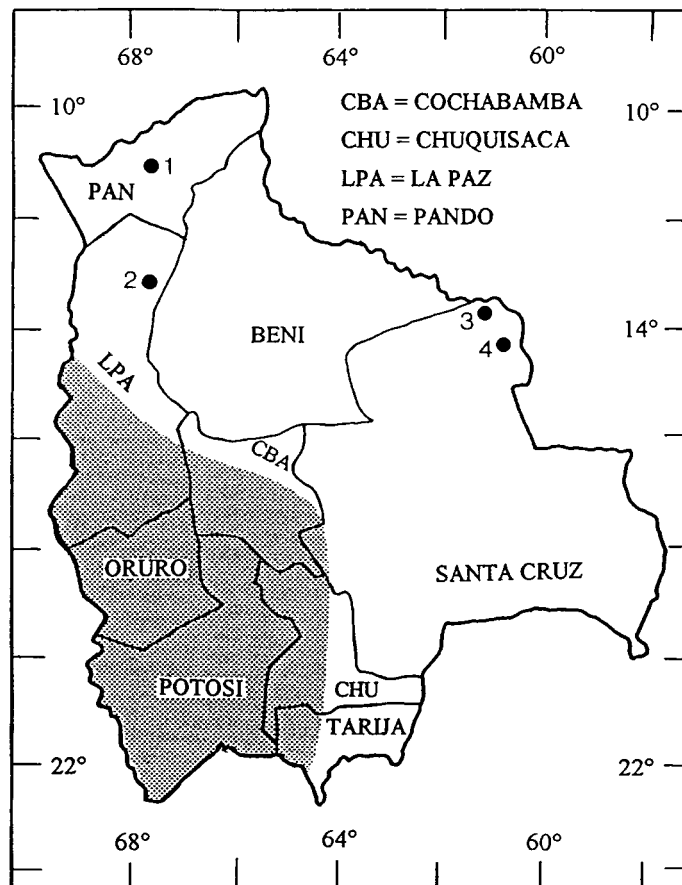 68° 64° 60°
10° 10°
CBA = COCHABAMBA
CHU = CHUQUISACA
LPA = LA PAZ
PAN = PANDO
1
PAN
2
3
14°
BENI
4
LPA
CBA
ORURO
SANTA CRUZ
POTOSI
CHU
TARIJA
22° 22°
68° 64° 60°